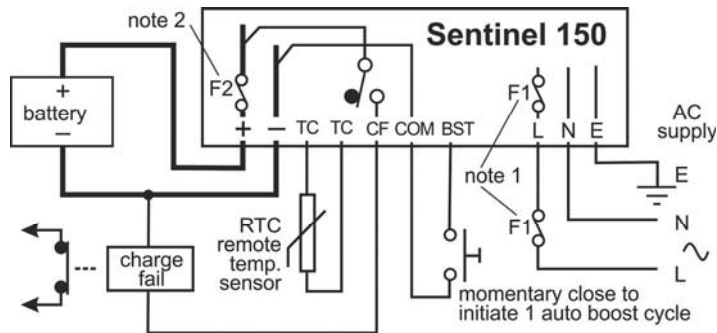 note 2
Sentinel 150
F2
F1
+
−
battery
+ − TC TC CF COM BST L N E
AC
supply
note 1
E
F1
N
L
RTC
remote
temp.
sensor
charge
fail
momentary close to
initiate 1 auto boost cycle